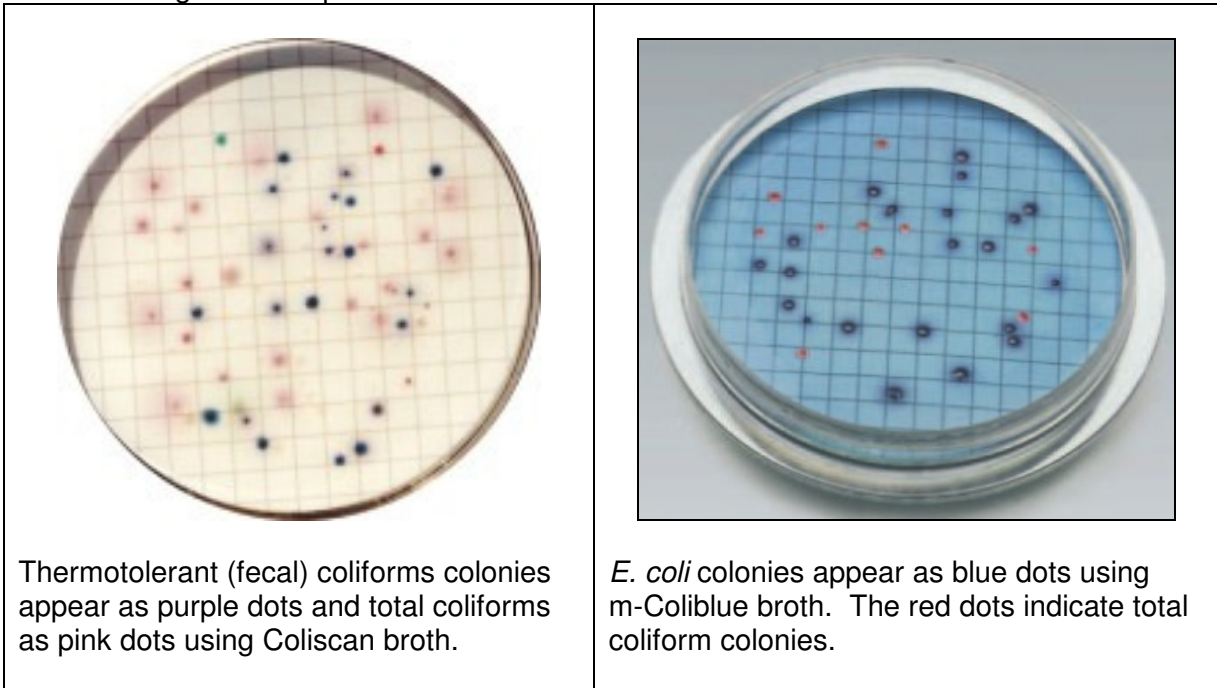 Thermotolerant (fecal) coliforms colonies
appear as purple dots and total coliforms
as pink dots using Coliscan broth.
E. coli colonies appear as blue dots using
m-Coliblue broth.  The red dots indicate total
coliform colonies.